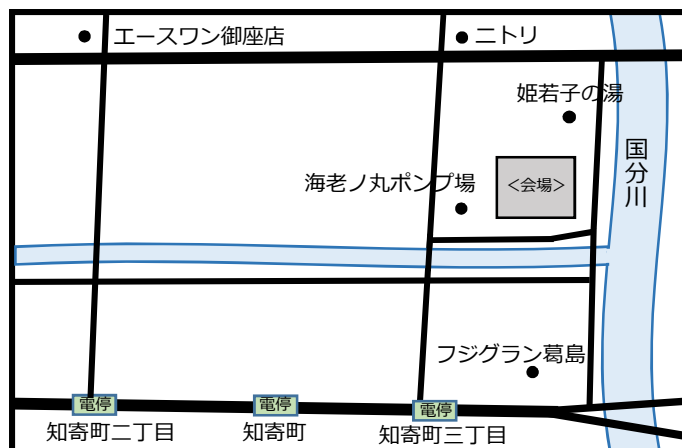 エースワン御座店
ニトリ
姫若子の湯
国分川
海老ノ丸ポンプ場
<会場>
フジグラン葛島
電停
電停
電停
知寄町二丁目
知寄町
知寄町三丁目